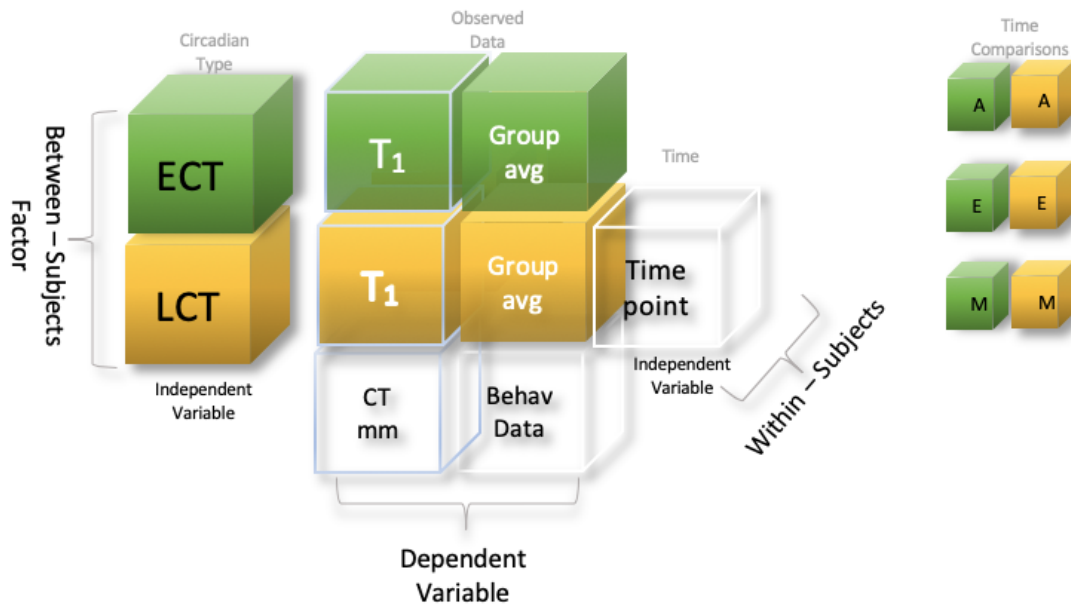 Circadian
Type
Observed
Data
Time
Comparisons
Between – Subjects
Factor
ECT
LCT
Independent
Variable
T1
Group
avg
T1
Group
avg
CT
mm
Behav
Data
Time
Time
point
Independent
Variable
Within – Subjects
Dependent
Variable
A
A
E
E
M
M